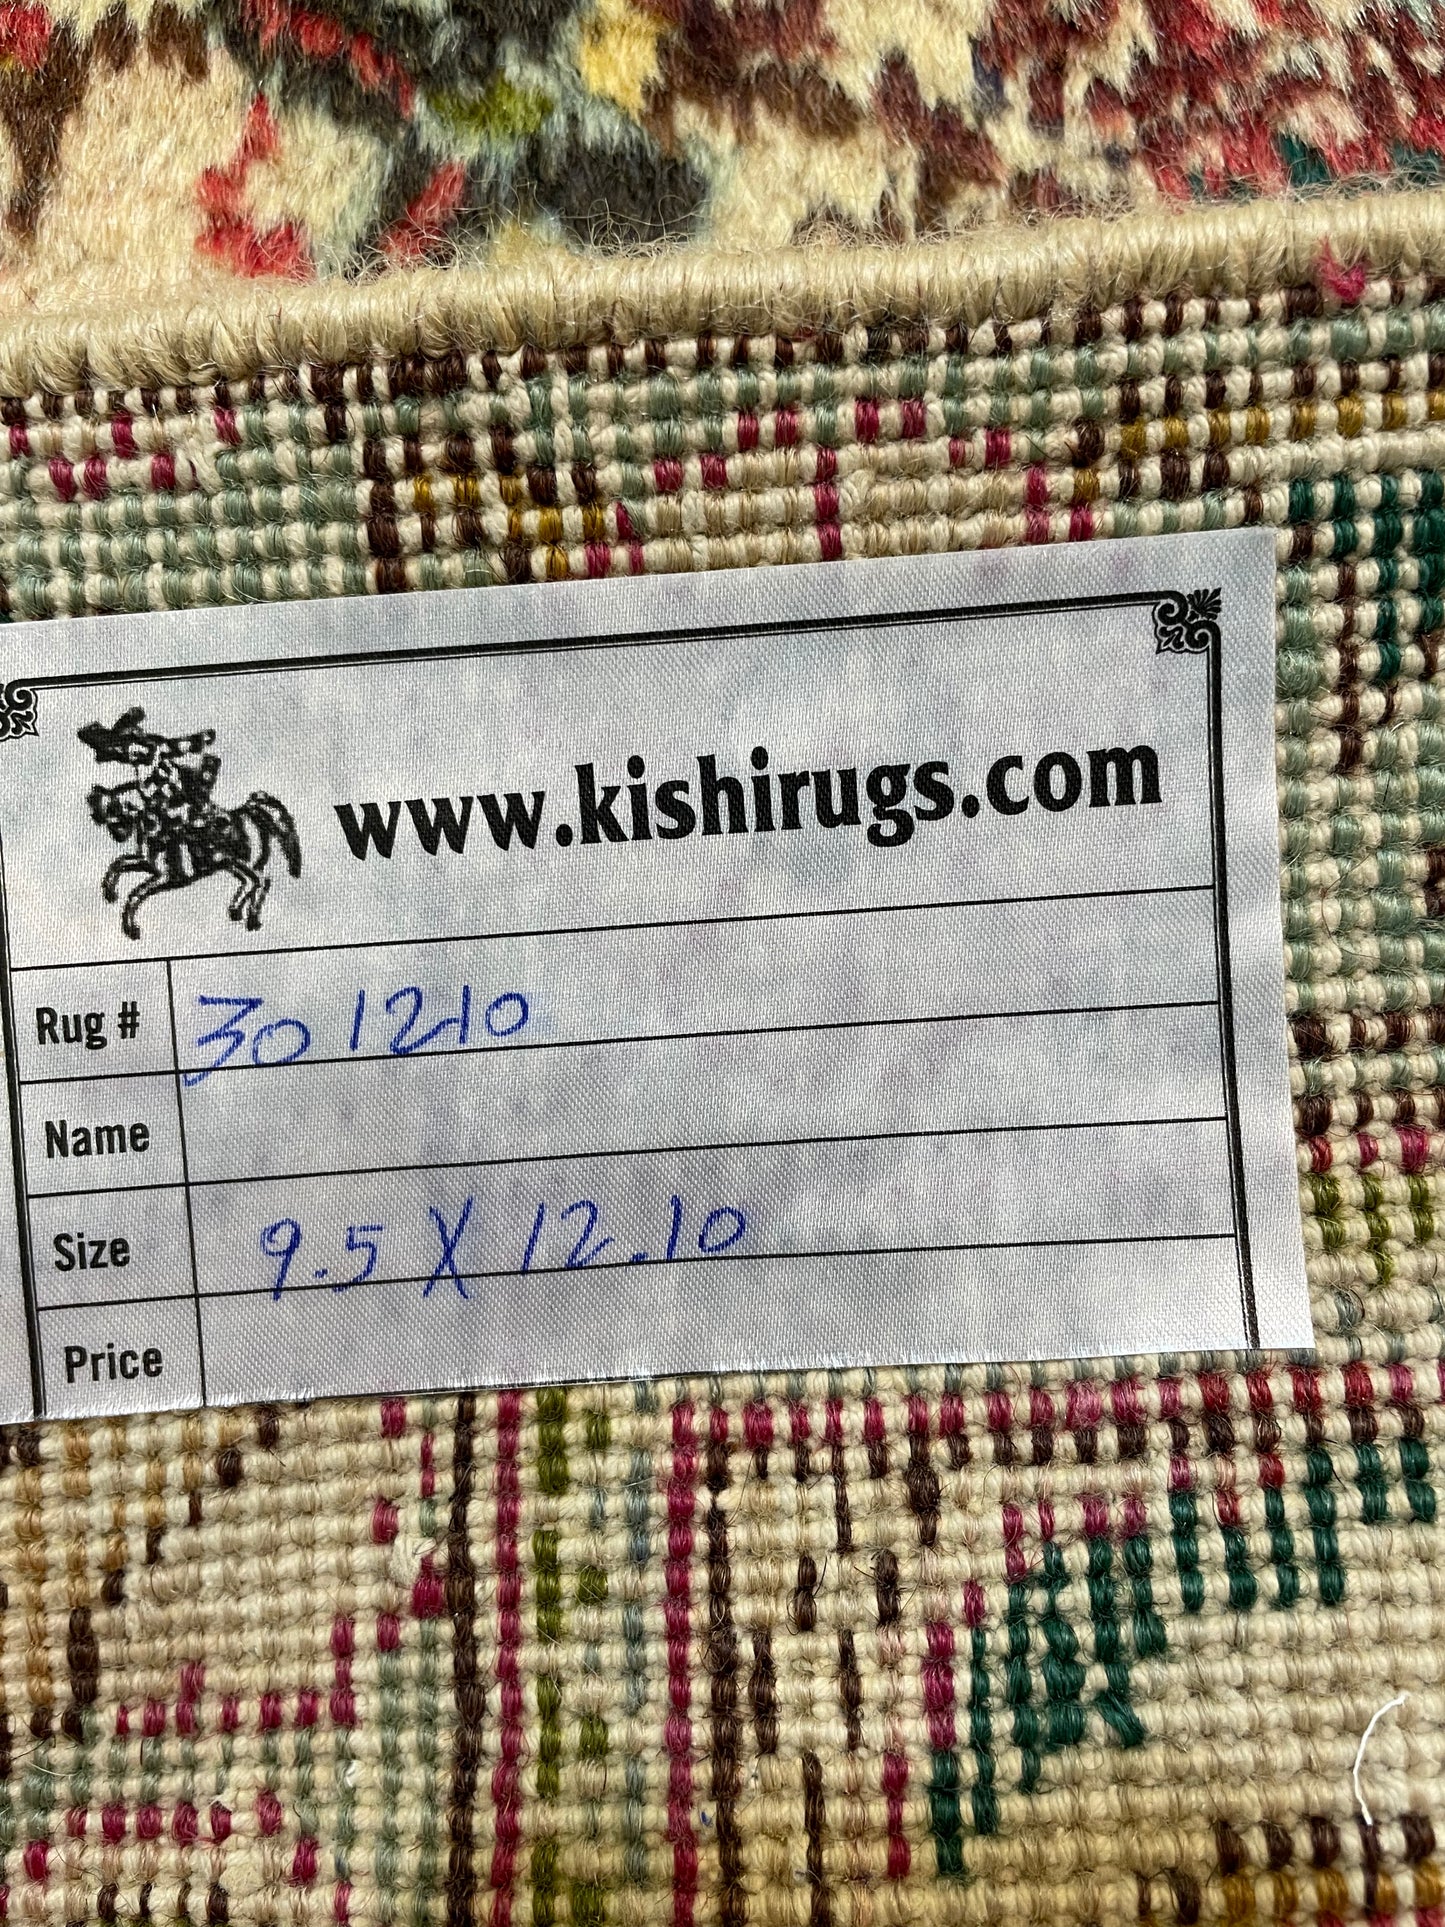 www.kishirugs.com
Rug # 301210
Name
Size 9.5 X 12.10
Price